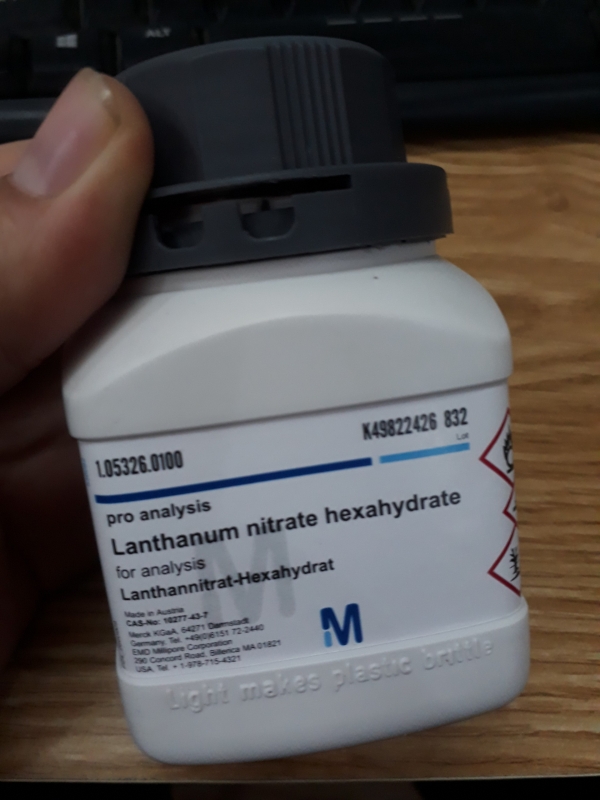 ALT
1.05326.0100
K49822426 832
Lot
pro analysis
Lanthanum nitrate hexahydrate
for analysis
Lanthannitrat-Hexahydrat
Made in Austria
CAS-No: 10277-43-7
Merck KGaA, 64271 Darmstadt
Germany, Tel. +49(0)6151 72-2440
EMD Millipore Corporation
290 Concord Road, Billerica MA 01821
USA, Tel. + 1-978-715-4321
M
Light makes plastic brittle